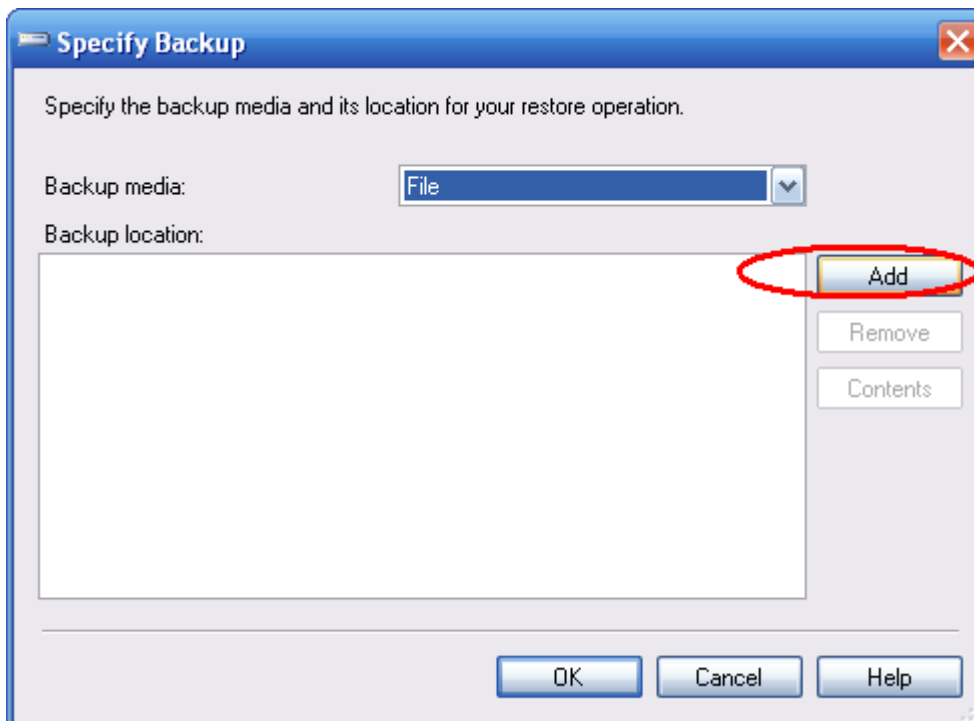 Specify Backup
Specify the backup media and its location for your restore operation.
Backup media:
File
Backup location:
Add
Remove
Contents
OK
Cancel
Help